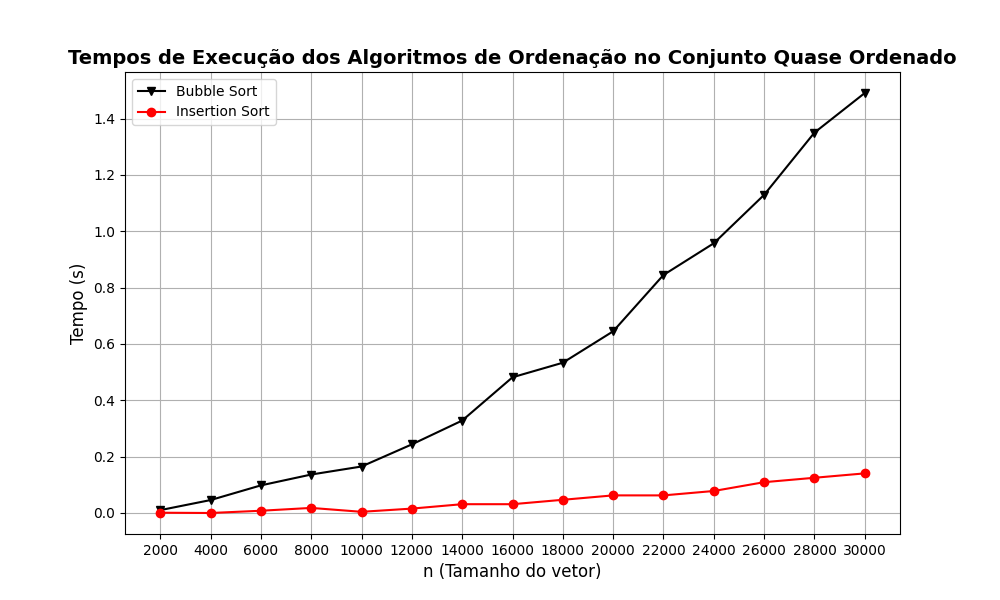 Tempos de Execução dos Algoritmos de Ordenação no Conjunto Quase Ordenado
Bubble Sort
Insertion Sort
Tempo (s)
1.4
1.2
1.0
0.8
0.6
0.4
0.2
0.0
2000 4000 6000 8000 10000 12000 14000 16000 18000 20000 22000 24000 26000 28000 30000
n (Tamanho do vetor)